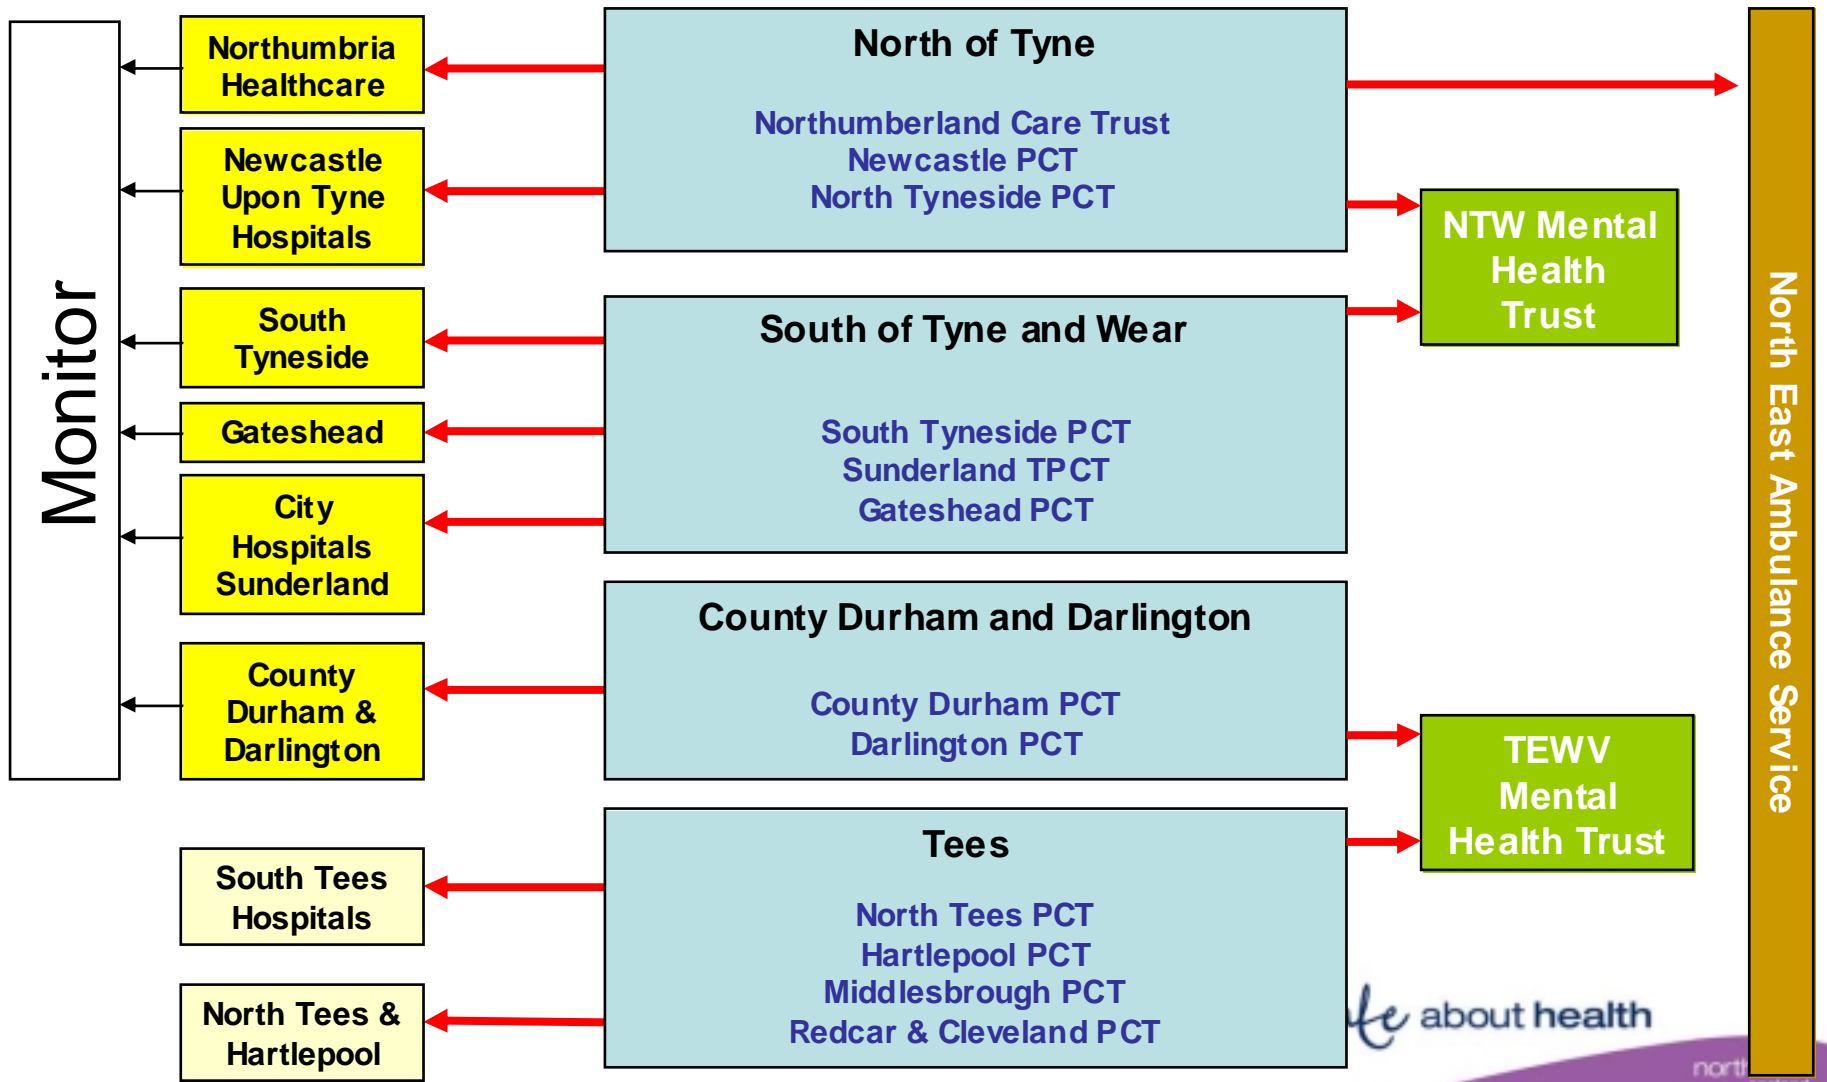 Monitor
Northumbria
Healthcare
Newcastle
Upon Tyne
Hospitals
South
Tyneside
Gateshead
City
Hospitals
Sunderland
County
Durham &
Darlington
South Tees
Hospitals
North Tees &
Hartlepool
North of Tyne
Northumberland Care Trust
Newcastle PCT
North Tyneside PCT
South of Tyne and Wear
South Tyneside PCT
Sunderland TPCT
Gateshead PCT
County Durham and Darlington
County Durham PCT
Darlington PCT
Tees
North Tees PCT
Hartlepool PCT
Middlesbrough PCT
Redcar & Cleveland PCT
NTW Mental
Health
Trust
TEWV
Mental
Health Trust
North East Ambulance Service
about health
north